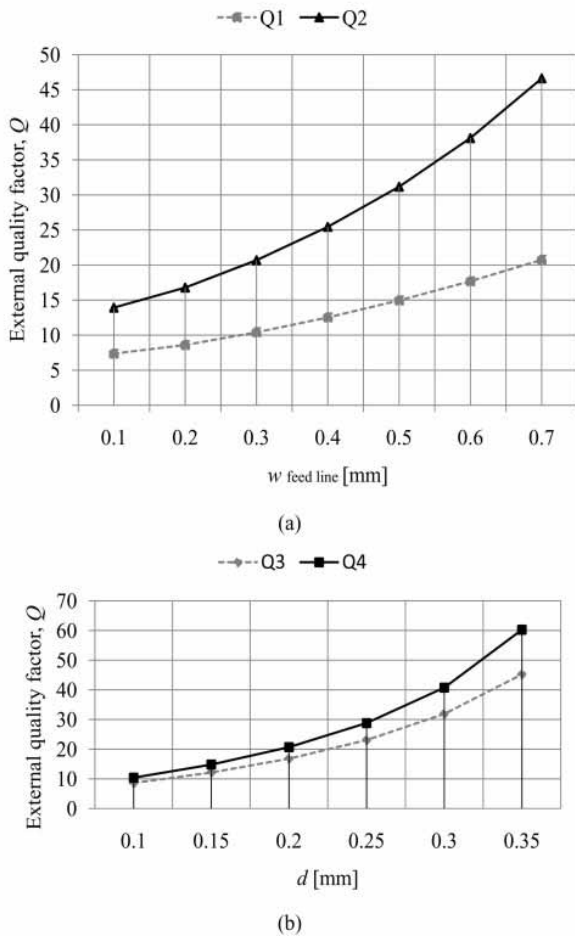 Q1 Q2
External quality factor, Q
50
45
40
35
30
25
20
15
10
5
0
0.1 0.2 0.3 0.4 0.5 0.6 0.7
w feed line [mm]
(a)
Q3 Q4
External quality factor, Q
70
60
50
40
30
20
10
0
0.1 0.15 0.2 0.25 0.3 0.35
d [mm]
(b)